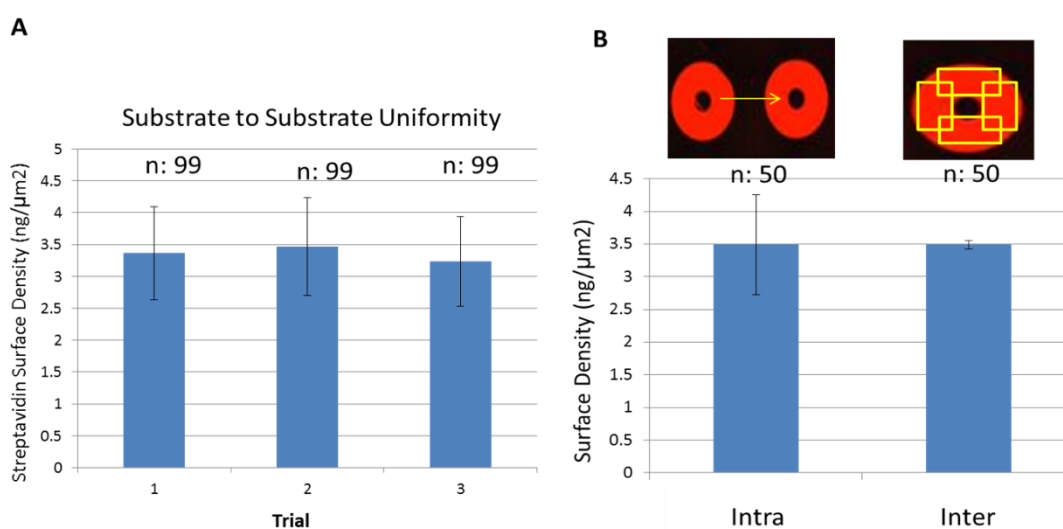 A
Substrate to Substrate Uniformity
Streptavidin Surface Density (ng/µm2)
5
4.5
4
3.5
3
2.5
2
1.5
1
0.5
0
n: 99
n: 99
n: 99
1
2
3
Trial
B
n: 50
n: 50
Surface Density (ng/µm2)
4.5
4
3.5
3
2.5
2
1.5
1
0.5
0
Intra
Inter